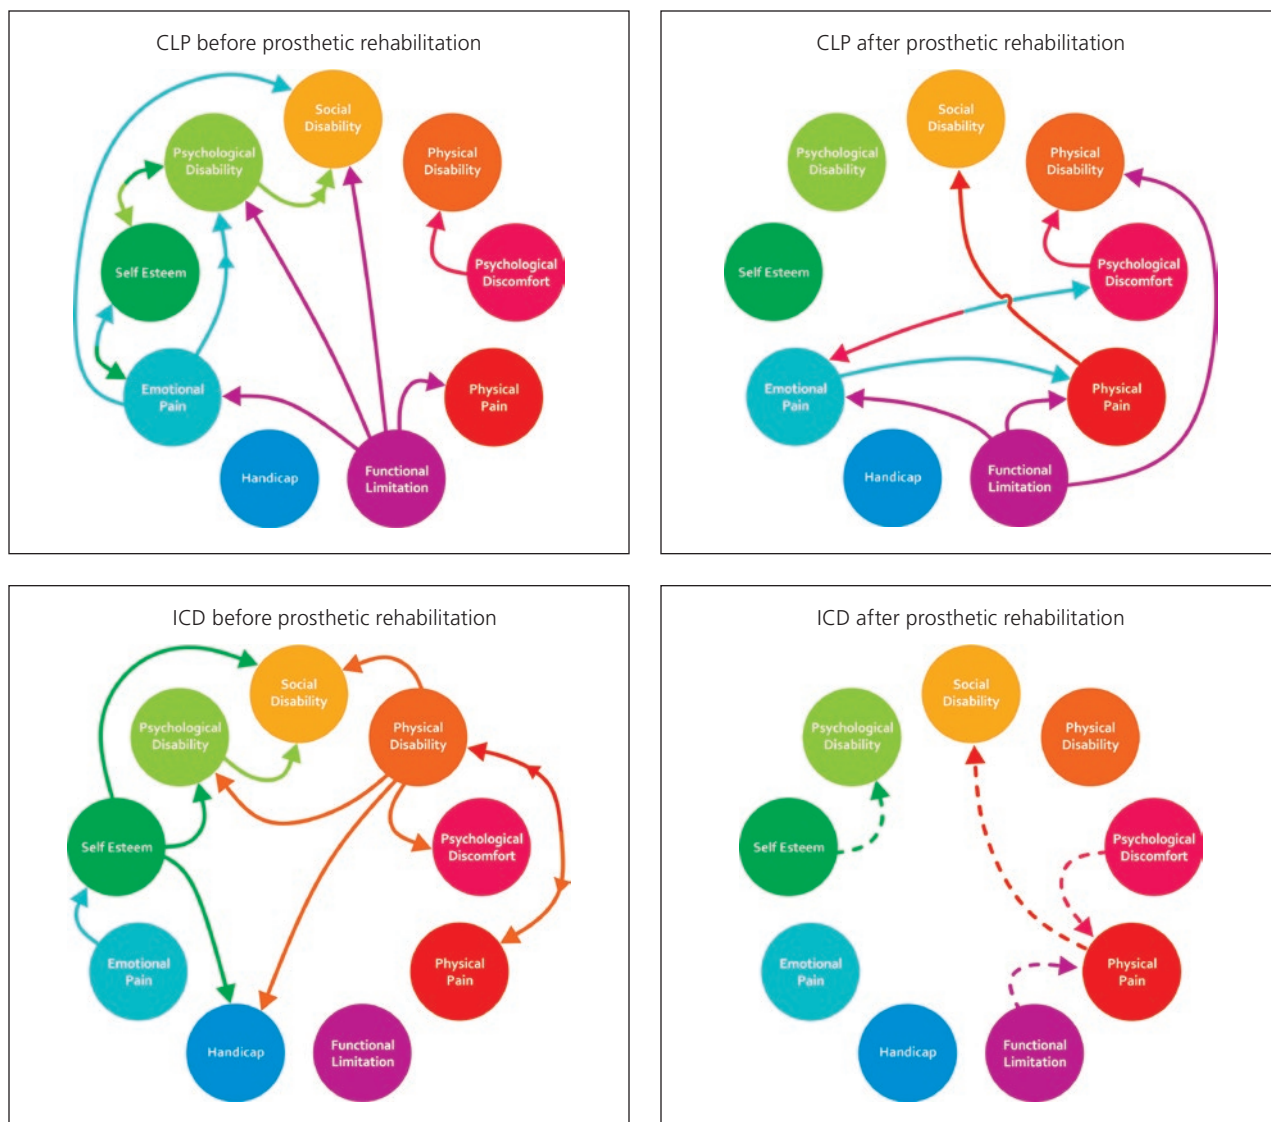 CLP before prosthetic rehabilitation
Social
Disability
Psychological
Disability
Physical
Disability
Self Esteem
Psychological
Discomfort
Emotional
Pain
Physical
Pain
Handicap
Functional
Limitation
CLP after prosthetic rehabilitation
Social
Disability
Psychological
Disability
Physical
Disability
Self Esteem
Psychological
Discomfort
Emotional
Pain
Physical
Pain
Handicap
Functional
Limitation
ICD before prosthetic rehabilitation
Social
Disability
Psychological
Disability
Physical
Disability
Self Esteem
Psychological
Discomfort
Emotional
Pain
Physical
Pain
Handicap
Functional
Limitation
ICD after prosthetic rehabilitation
Social
Disability
Psychological
Disability
Physical
Disability
Self Esteem
Psychological
Discomfort
Emotional
Pain
Physical
Pain
Handicap
Functional
Limitation